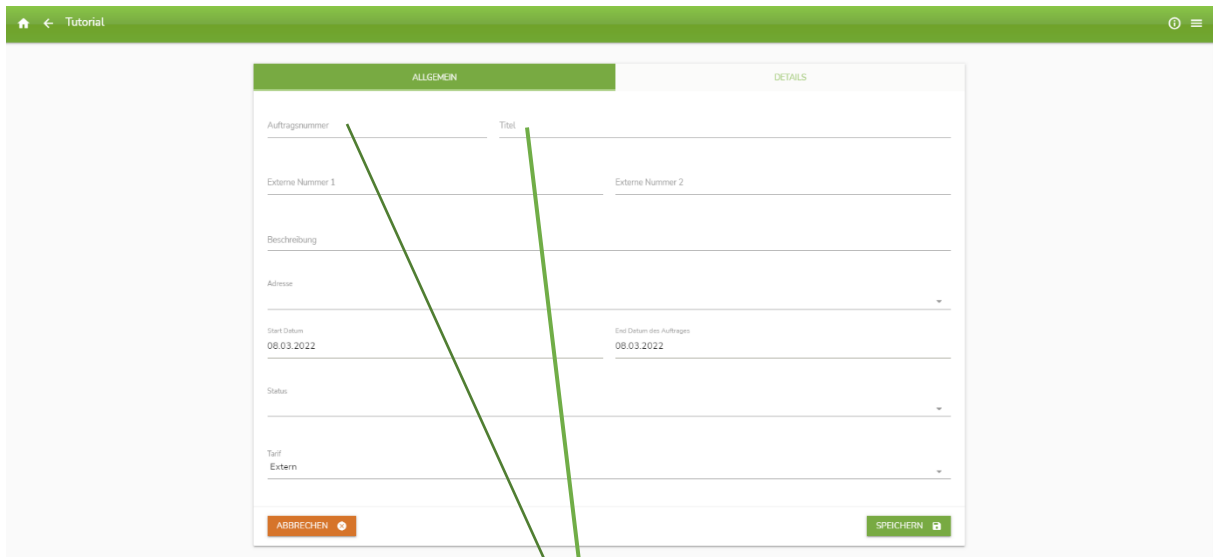 Tutorial
ALLGEMEIN DETAILS
Auftragsnummer Titel
Externe Nummer 1 Externe Nummer 2
Beschreibung
Adresse
Start Datum End Datum des Auftrages
08.03.2022 08.03.2022
Status
Tarif
Extern
ABBRECHEN SPEICHERN